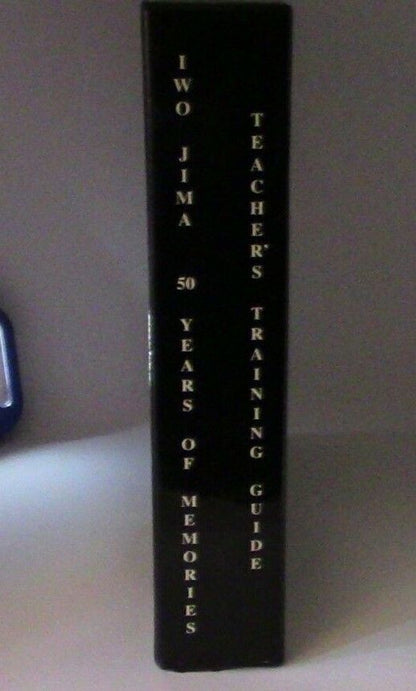 IWO JIMA 50 YEARS OF MEMORIES
TEACHER'S TRAINING GUIDE